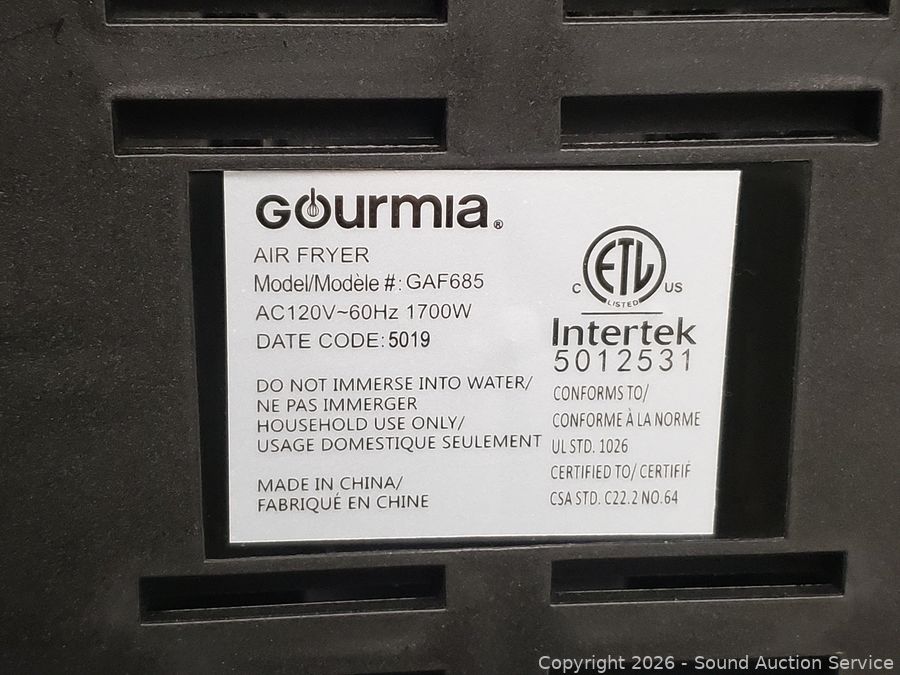 Gourmia®
AIR FRYER
Model/Modèle #: GAF685
AC120V~60Hz 1700W
DATE CODE: 5019
DO NOT IMMERSE INTO WATER/
NE PAS IMMERGER
HOUSEHOLD USE ONLY/
USAGE DOMESTIQUE SEULEMENT
MADE IN CHINA/
FABRIQUÉ EN CHINE
ETL
LISTED
C US
Intertek
5012531
CONFORMS TO/
CONFORME À LA NORME
UL STD. 1026
CERTIFIED TO/ CERTIFIÉ
CSA STD. C22.2 NO.64
Copyright 2026 - Sound Auction Service